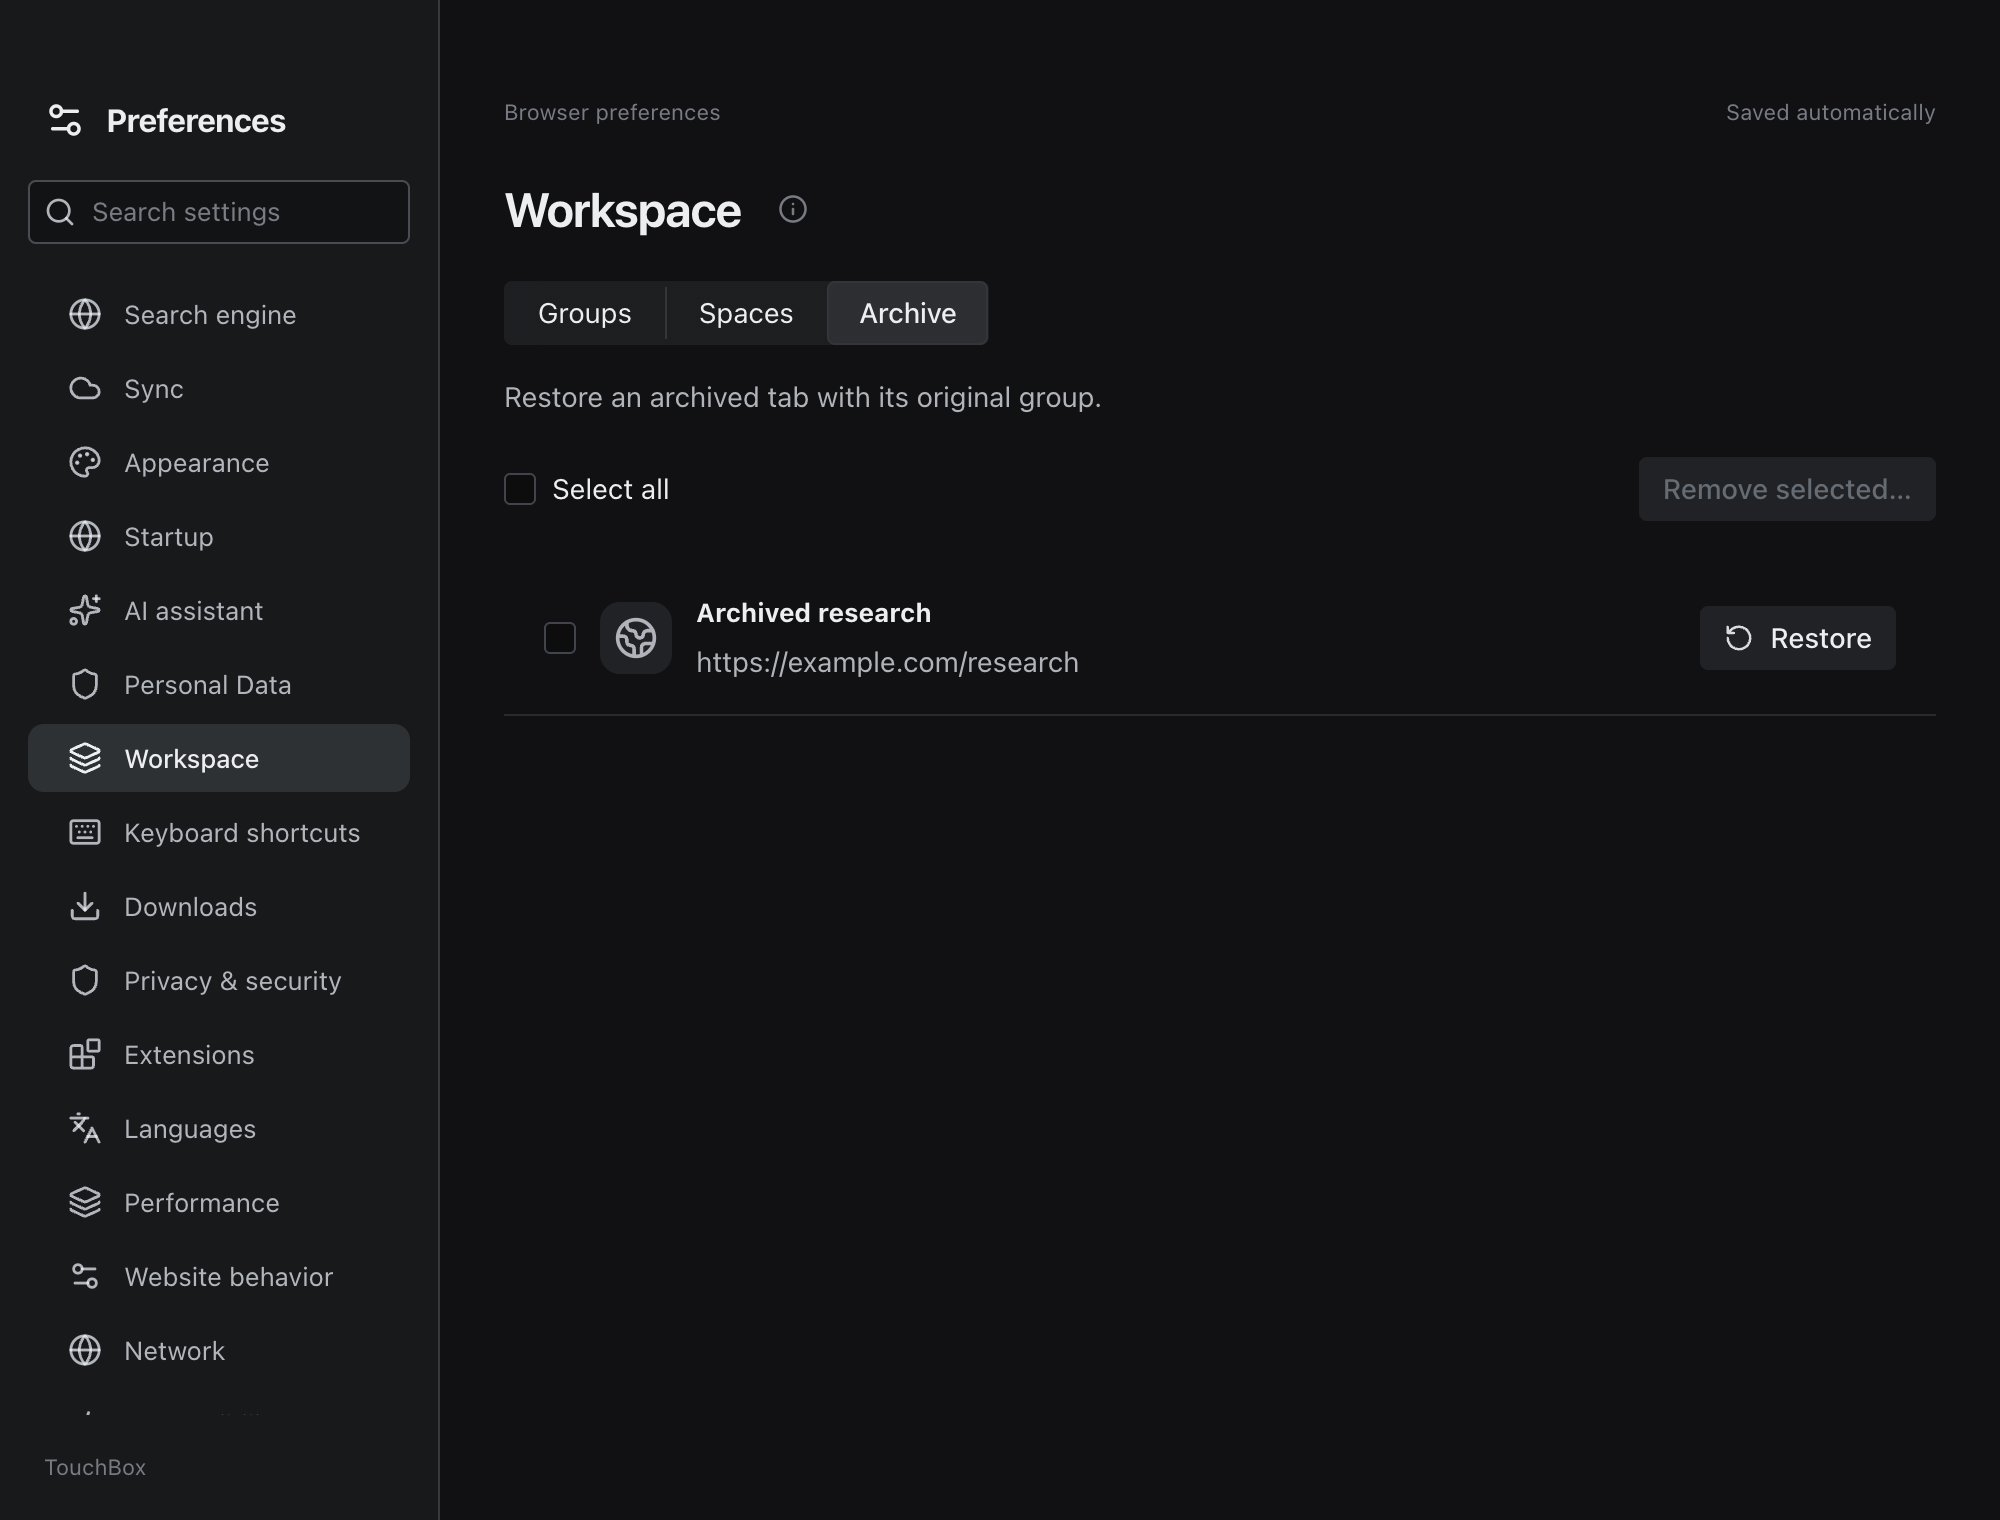 Preferences
Search settings
Search engine
Sync
Appearance
Startup
AI assistant
Personal Data
Workspace
Keyboard shortcuts
Downloads
Privacy & security
Extensions
Languages
Performance
Website behavior
Network
TouchBox
Browser preferences
Saved automatically
Workspace
Groups
Spaces
Archive
Restore an archived tab with its original group.
Select all
Remove selected...
Archived research
https://example.com/research
Restore